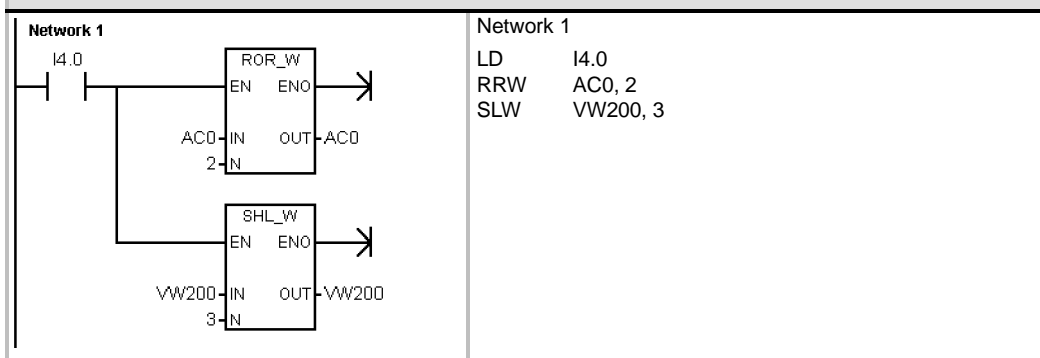 Network 1
I4.0
ROR_W
EN ENO
AC0 IN OUT AC0
2 N
SHL_W
EN ENO
VW200 IN OUT VW200
3 N
Network 1
LD I4.0
RRW AC0, 2
SLW VW200, 3